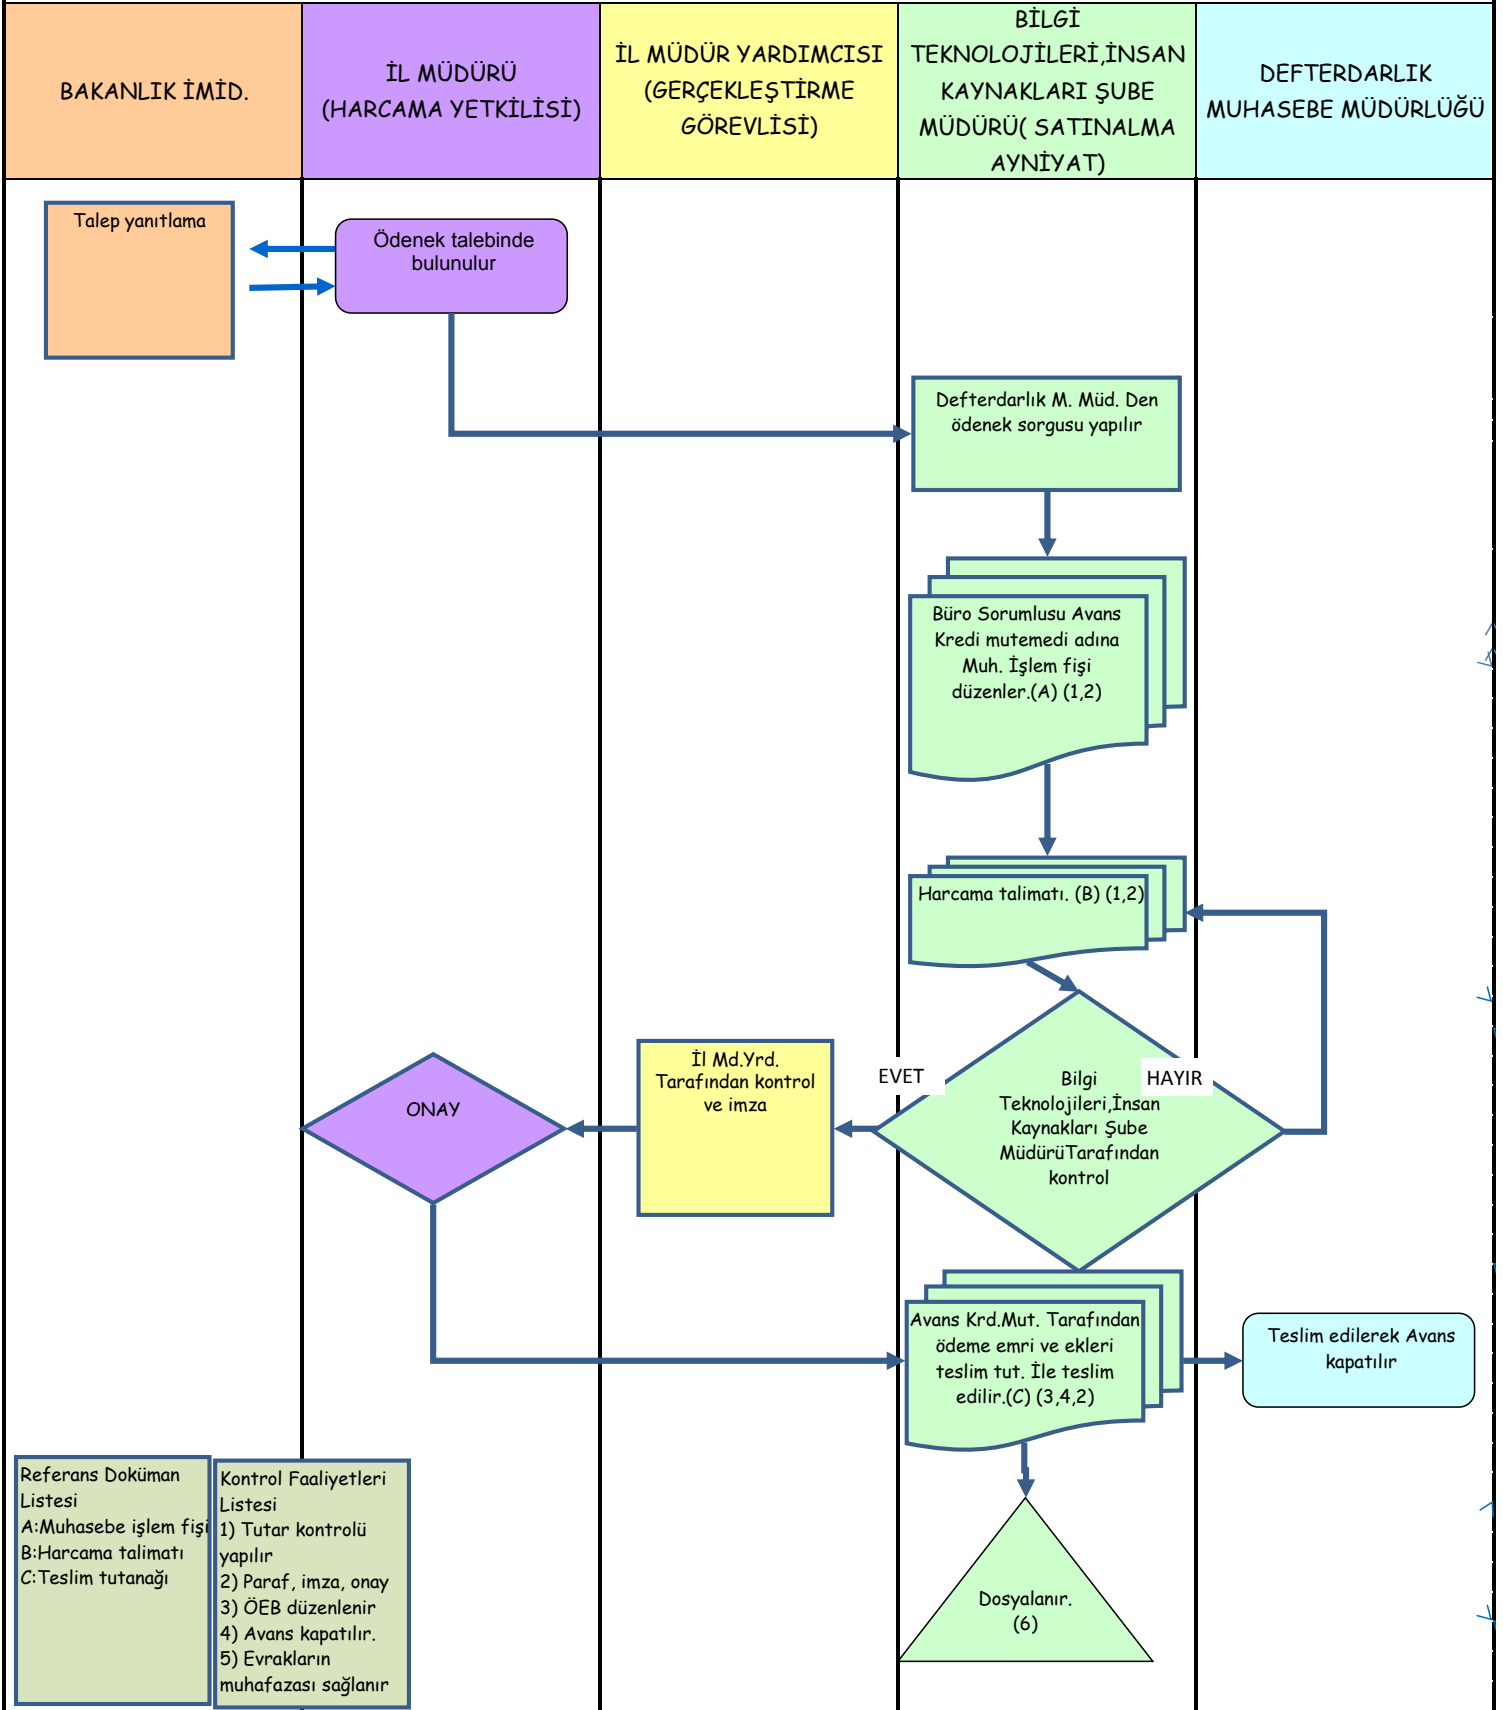 BAKANLIK İMİD.
İL MÜDÜRÜ
(HARCAMA YETKİLİSİ)
İL MÜDÜR YARDIMCISI
(GERÇEKLEŞTİRME
GÖREVLİSİ)
BİLGİ
TEKNOLOJİLERİ,İNSAN
KAYNAKLARI ŞUBE
MÜDÜRÜ( SATINALMA
AYNİYAT)
DEFTERDARLIK
MUHASEBE MÜDÜRLÜĞÜ
Talep yanıtlama
Ödenek talebinde
bulunulur
Defterdarlık M. Müd. Den
ödenek sorgusu yapılır
Büro Sorumlusu Avans
Kredi mutemedi adına
Muh. İşlem fişi
düzenler.(A) (1,2)
Harcama talimatı. (B) (1,2)
EVET
HAYIR
Bilgi
Teknolojileri,İnsan
Kaynakları Şube
MüdürüTarafından
kontrol
İl Md.Yrd.
Tarafından kontrol
ve imza
ONAY
Avans Krd.Mut. Tarafından
ödeme emri ve ekleri
teslim tut. İle teslim
edilir.(C) (3,4,2)
Teslim edilerek Avans
kapatılır
Dosyalanır.
(6)
Referans Doküman
Listesi
A:Muhasebe işlem fişi
B:Harcama talimatı
C:Teslim tutanağı
Kontrol Faaliyetleri
Listesi
1) Tutar kontrolü
yapılır
2) Paraf, imza, onay
3) ÖEB düzenlenir
4) Avans kapatılır.
5) Evrakların
muhafazası sağlanır